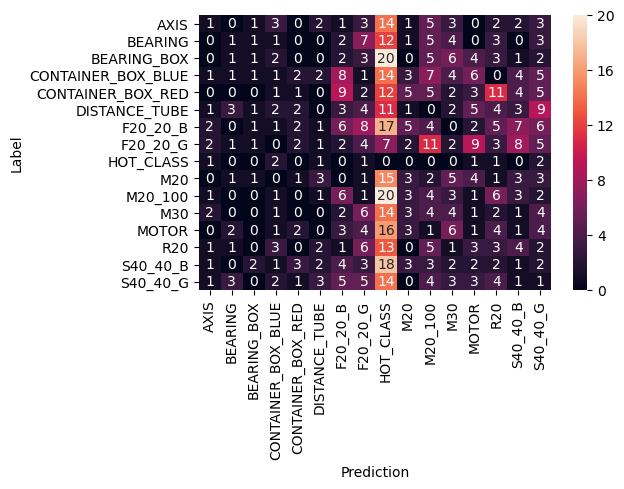 Label
AXIS 1 0 1 3 0 2 1 3 14 1 5 3 0 2 2 3
BEARING 0 1 1 1 0 0 2 7 12 1 5 4 0 3 0 3
BEARING_BOX 0 0 1 2 0 0 2 3 20 0 5 6 4 3 1 2
CONTAINER_BOX_BLUE 1 1 1 1 2 2 8 1 14 3 7 4 6 0 4 5
CONTAINER_BOX_RED 0 0 0 1 1 0 9 2 12 5 5 2 3 11 4 5
DISTANCE_TUBE 1 3 1 2 2 0 3 4 11 1 0 2 5 4 3 9
F20_20_B 2 0 1 1 2 1 6 8 17 5 4 0 2 5 7 6
F20_20_G 2 1 1 0 2 1 2 4 7 2 11 2 9 3 8 5
HOT_CLASS 1 0 0 2 0 1 0 1 0 0 0 0 1 1 0 2
M20 0 1 1 0 1 3 0 1 15 3 2 5 4 1 3 3
M20_100 1 0 0 1 0 1 6 1 20 3 4 3 1 6 3 2
M30 2 0 0 1 0 0 2 6 14 3 4 4 1 2 1 4
MOTOR 0 2 0 1 2 0 3 4 16 3 1 6 1 4 1 4
R20 1 1 0 3 0 2 1 6 13 0 5 1 3 3 4 2
S40_40_B 1 0 2 1 3 2 4 3 18 3 3 2 2 2 1 2
S40_40_G 1 3 0 2 1 3 5 5 14 0 4 3 3 4 1 1
AXIS BEARING BEARING_BOX CONTAINER_BOX_BLUE CONTAINER_BOX_RED DISTANCE_TUBE F20_20_B F20_20_G HOT_CLASS M20 M20_100 M30 MOTOR R20 S40_40_B S40_40_G
Prediction
20
16
12
8
4
0